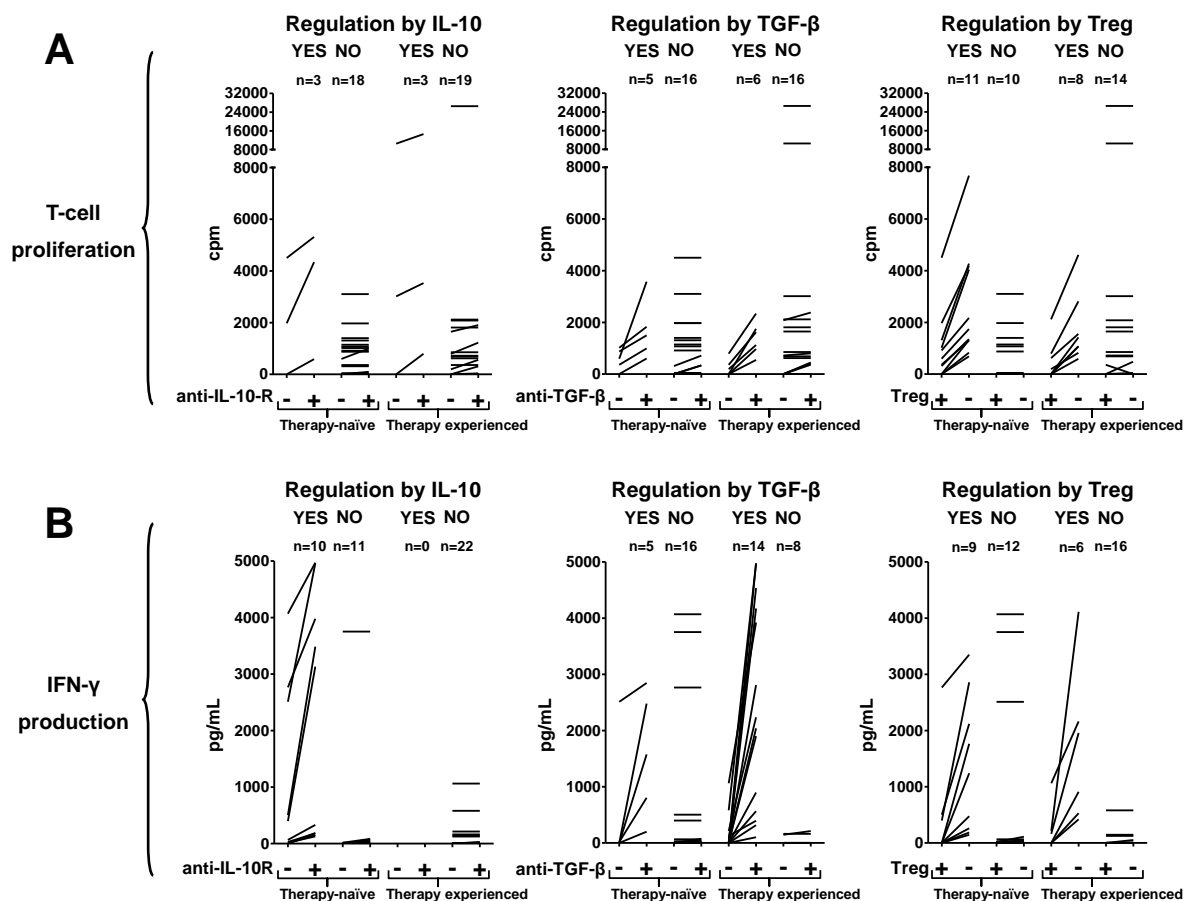 A
T-cell
proliferation
Regulation by IL-10
YES NO YES NO
n=3 n=18 n=3 n=19
32000
24000
16000
8000
8000
6000
4000
2000
0
cpm
anti-IL-10-R - + - + - + - +
Therapy-naïve Therapy experienced
Regulation by TGF-β
YES NO YES NO
n=5 n=16 n=6 n=16
32000
24000
16000
8000
8000
6000
4000
2000
0
cpm
anti-TGF-β - + - + - + - +
Therapy-naïve Therapy experienced
Regulation by Treg
YES NO YES NO
n=11 n=10 n=8 n=14
32000
24000
16000
8000
8000
6000
4000
2000
0
cpm
Treg + - + - + - + -
Therapy-naïve Therapy experienced
B
IFN-γ
production
Regulation by IL-10
YES NO YES NO
n=10 n=11 n=0 n=22
5000
4000
3000
2000
1000
0
pg/mL
anti-IL-10R - + - + - + - +
Therapy-naïve Therapy experienced
Regulation by TGF-β
YES NO YES NO
n=5 n=16 n=14 n=8
5000
4000
3000
2000
1000
0
pg/mL
anti-TGF-β - + - + - + - +
Therapy-naïve Therapy experienced
Regulation by Treg
YES NO YES NO
n=9 n=12 n=6 n=16
5000
4000
3000
2000
1000
0
pg/mL
Treg + - + - + - + -
Therapy-naïve Therapy experienced